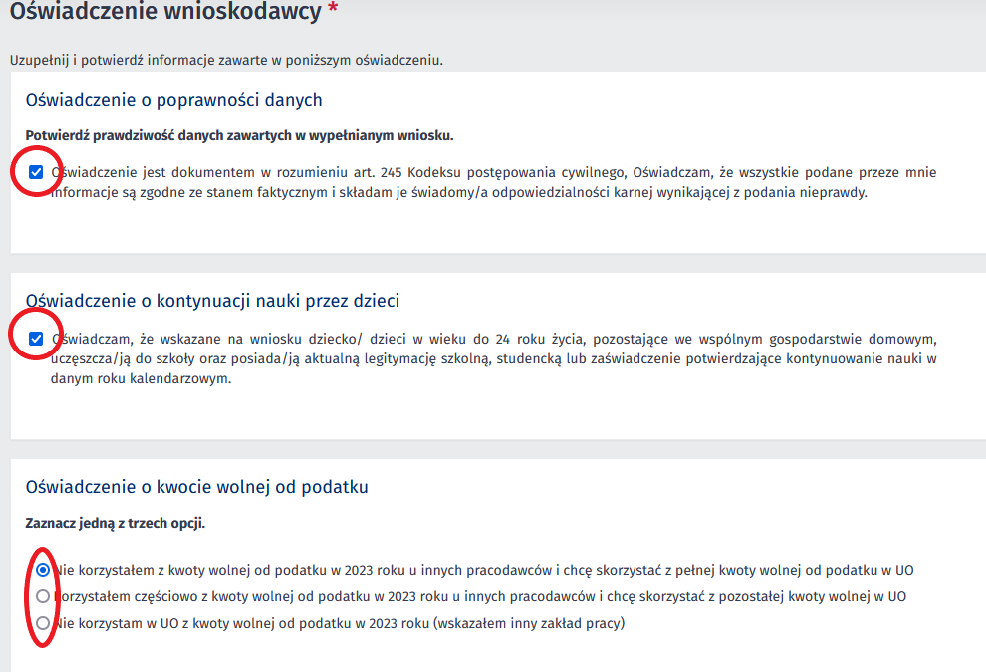 Oświadczenie wnioskodawcy *
Uzupełnij i potwierdź informacje zawarte w poniższym oświadczeniu.
Oświadczenie o poprawności danych
Potwierdź prawdziwość danych zawartych w wypełnianym wniosku.
Oświadczenie jest dokumentem w rozumieniu art. 245 Kodeksu postępowania cywilnego, Oświadczam, że wszystkie podane przeze mnie
informacje są zgodne ze stanem faktycznym i składam je świadomy/a odpowiedzialności karnej wynikającej z podania nieprawdy.
Oświadczenie o kontynuacji nauki przez dzieci
Oświadczam, że wskazane na wniosku dziecko/ dzieci w wieku do 24 roku życia, pozostające we wspólnym gospodarstwie domowym,
uczęszcza/ją do szkoły oraz posiada/ją aktualną legitymację szkolną, studencką lub zaświadczenie potwierdzające kontynuowanie nauki w
danym roku kalendarzowym.
Oświadczenie o kwocie wolnej od podatku
Zaznacz jedną z trzech opcji.
Nie korzystałem z kwoty wolnej od podatku w 2023 roku u innych pracodawców i chcę skorzystać z pełnej kwoty wolnej od podatku w UO
Korzystałem częściowo z kwoty wolnej od podatku w 2023 roku u innych pracodawców i chcę skorzystać z pozostałej kwoty wolnej w UO
Nie korzystam w UO z kwoty wolnej od podatku w 2023 roku (wskazałem inny zakład pracy)